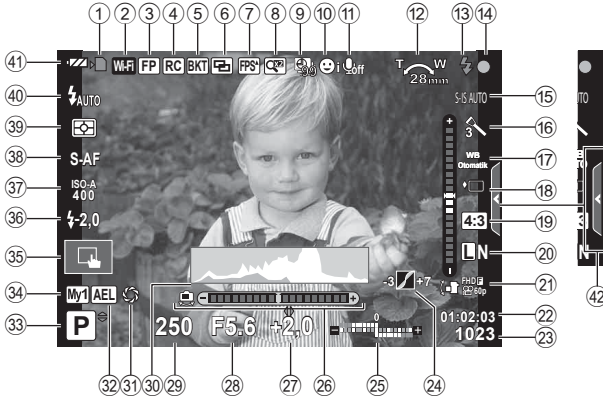 ① ② ③ ④ ⑤ ⑥ ⑦ ⑧ ⑨ ⑩ ⑪ ⑫ ⑬ ⑭
Wi-Fi FP RC BKT FPS 99 i off T W
28mm
㊶
㊵ AUTO S-IS AUTO ⑮
㊴ 3 ⑯
WB
Otomatik ⑰
㊳ S-AF ⑱
㊲ ISO-A
400
4:3 ⑲
㊱ -2,0 L N ⑳
㉟ -3 +7 FHD F
60p ㉑
㉞ My1 AEL
01:02:03 ㉒
㉝ P 250 F5.6 +2,0 0 1023 ㉓
㉜ ㉛ ㉚ ㉙ ㉘ ㉗ ㉖ ㉕ ㉔
㊷